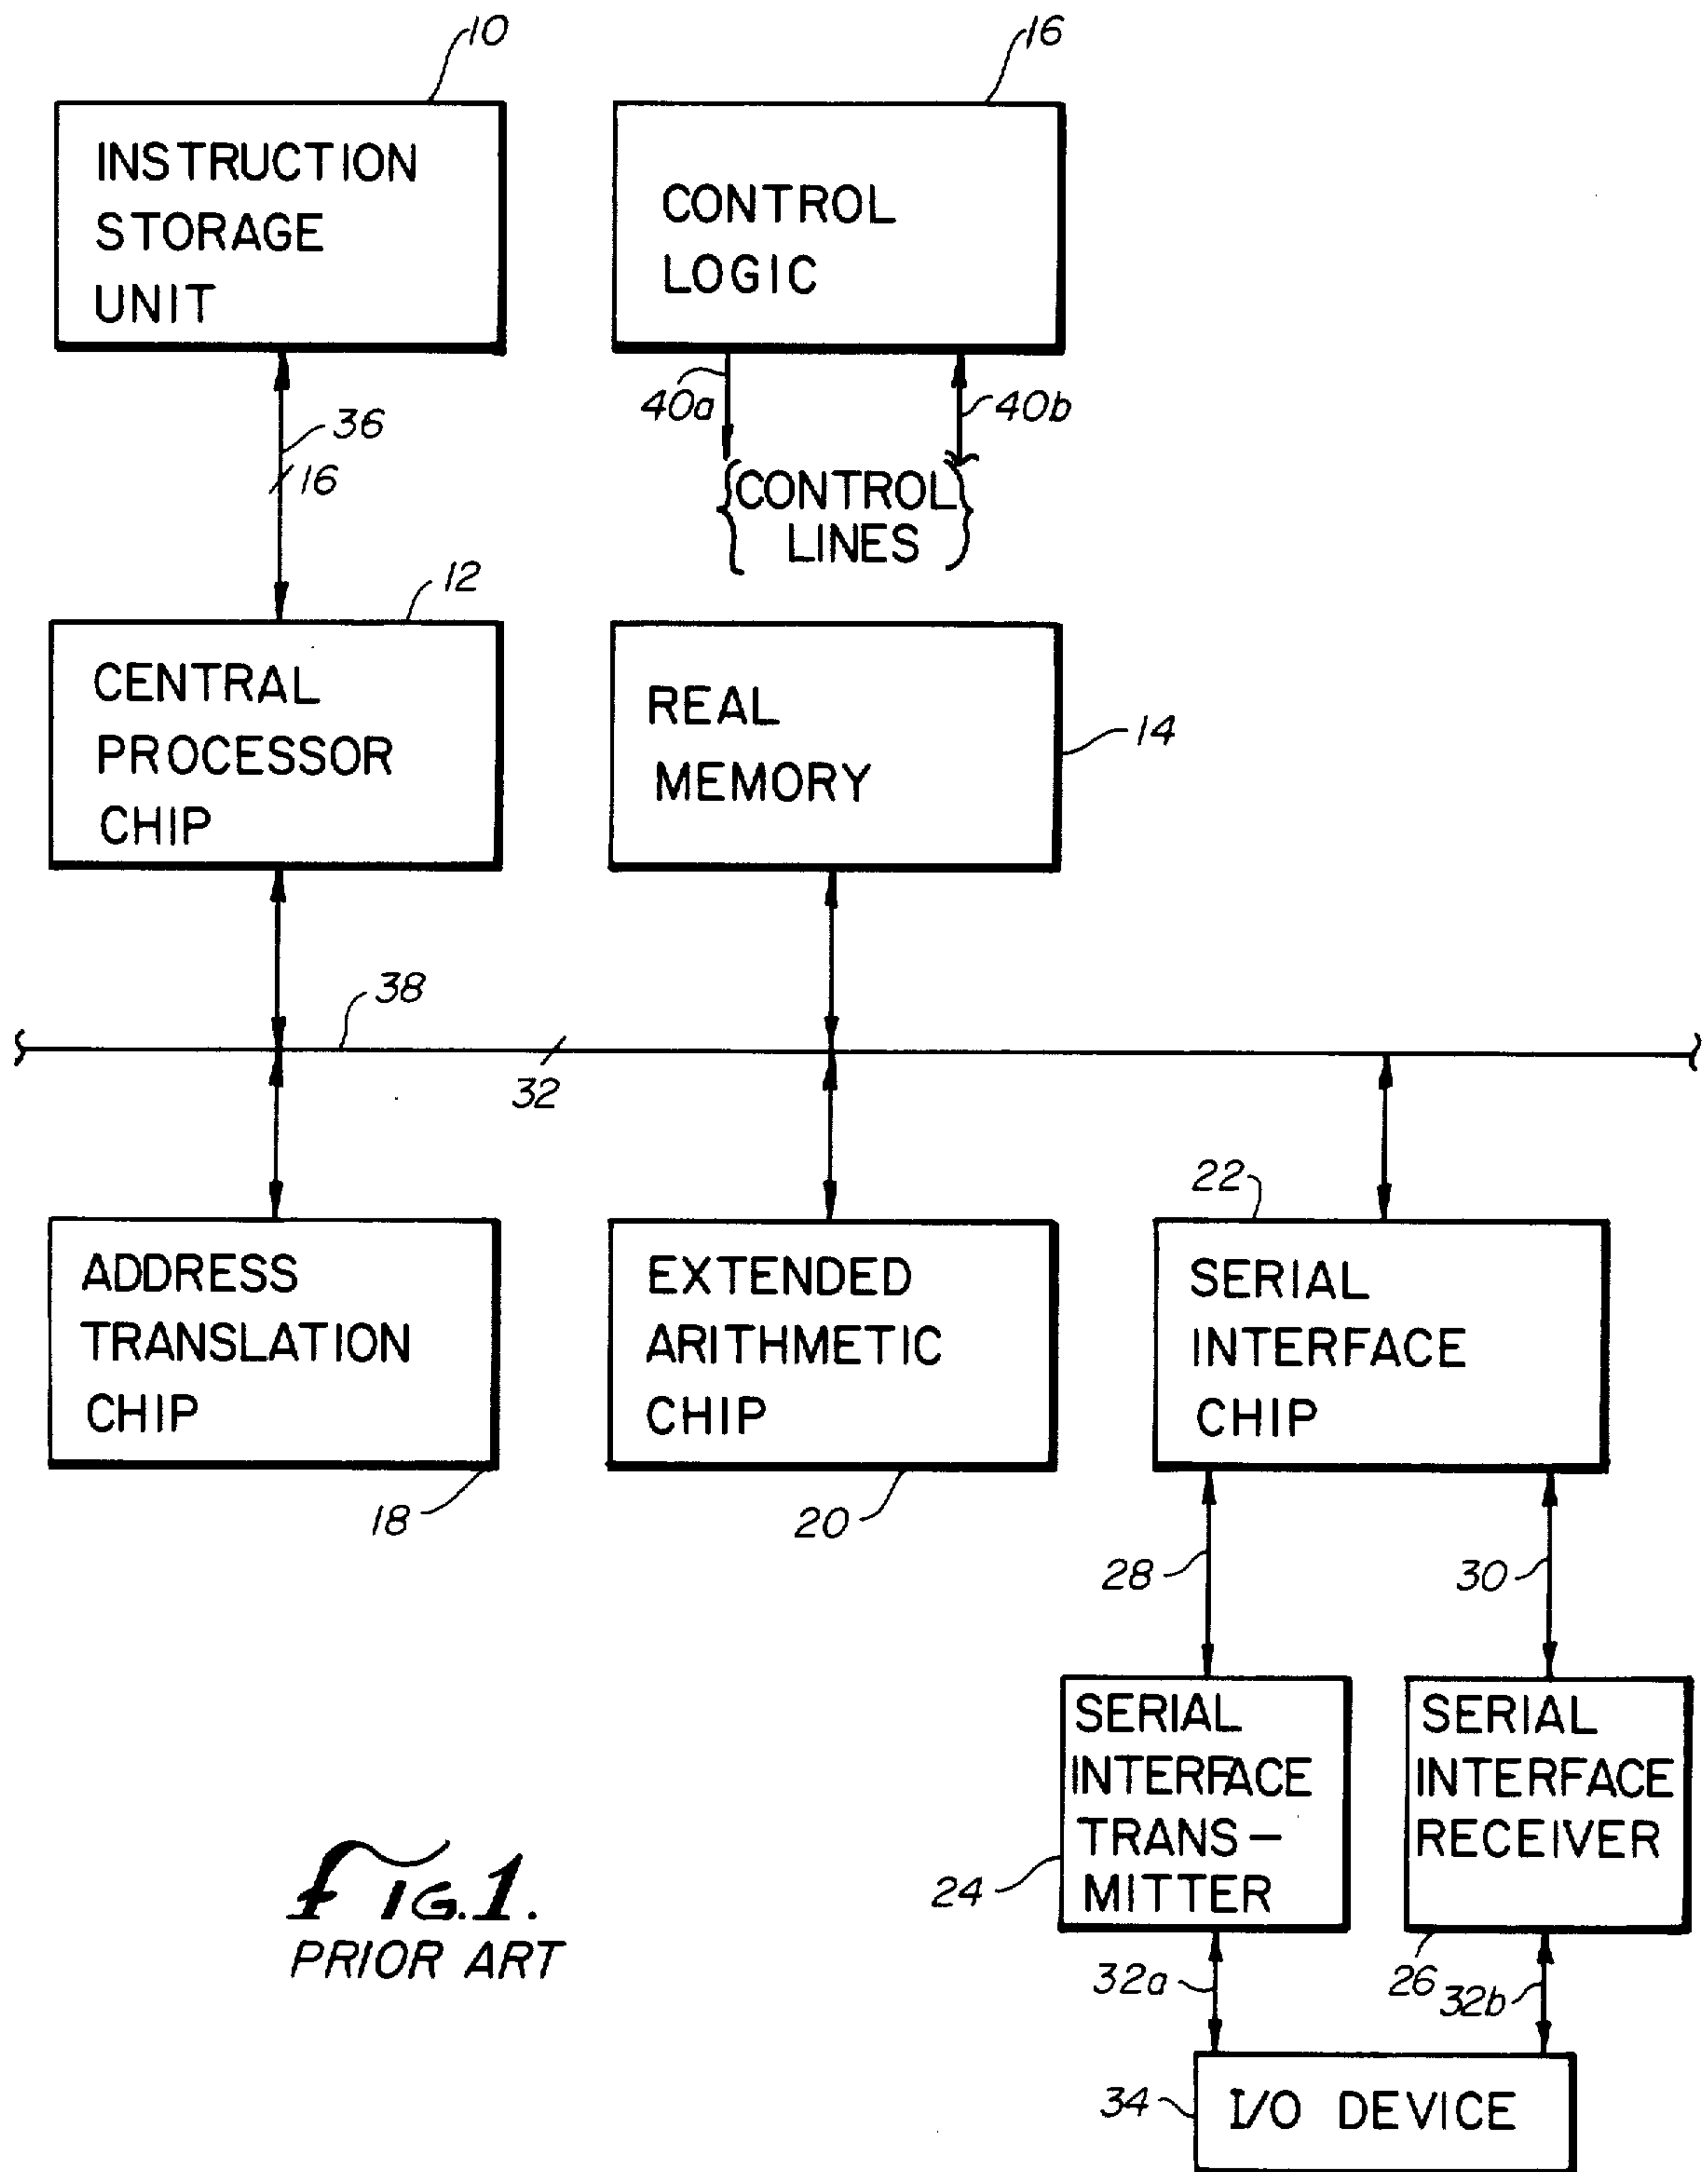 10
16
INSTRUCTION
STORAGE
UNIT
CONTROL
LOGIC
36
16
40a
40b
CONTROL
LINES
12
CENTRAL
PROCESSOR
CHIP
REAL
MEMORY
14
38
32
22
ADDRESS
TRANSLATION
CHIP
18
EXTENDED
ARITHMETIC
CHIP
20
SERIAL
INTERFACE
CHIP
28
30
SERIAL
INTERFACE
TRANS-
MITTER
24
SERIAL
INTERFACE
RECEIVER
26
32a
32b
34
I/O DEVICE
FIG.1.
PRIOR ART